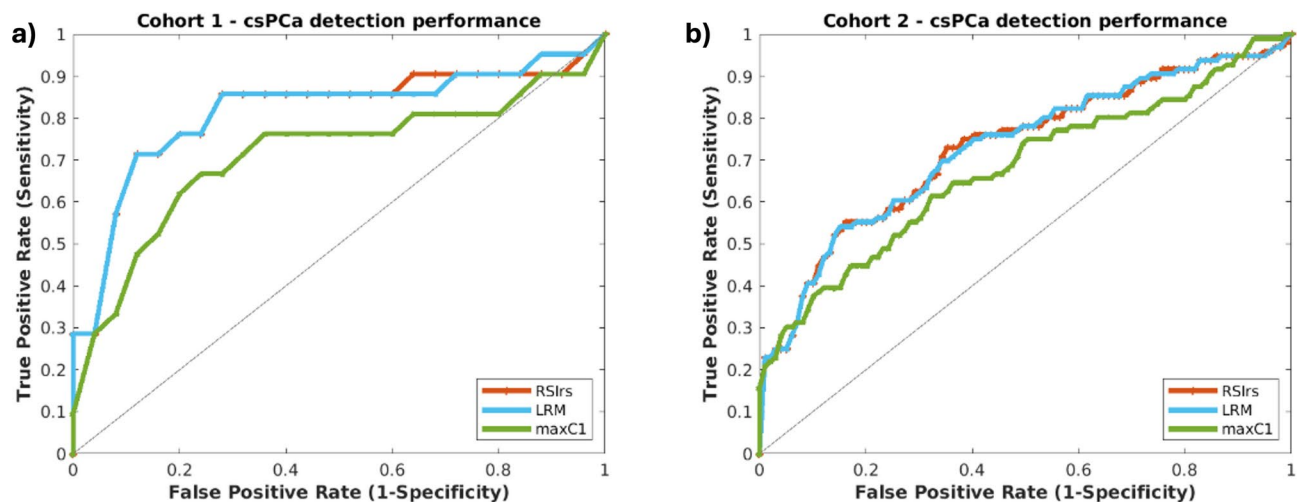 a)
Cohort 1 - csPCa detection performance
True Positive Rate (Sensitivity)
1
0.9
0.8
0.7
0.6
0.5
0.4
0.3
0.2
0.1
0
0 0.2 0.4 0.6 0.8 1
False Positive Rate (1-Specificity)
RSIrs
LRM
maxC1
b)
Cohort 2 - csPCa detection performance
True Positive Rate (Sensitivity)
1
0.9
0.8
0.7
0.6
0.5
0.4
0.3
0.2
0.1
0
0 0.2 0.4 0.6 0.8 1
False Positive Rate (1-Specificity)
RSIrs
LRM
maxC1